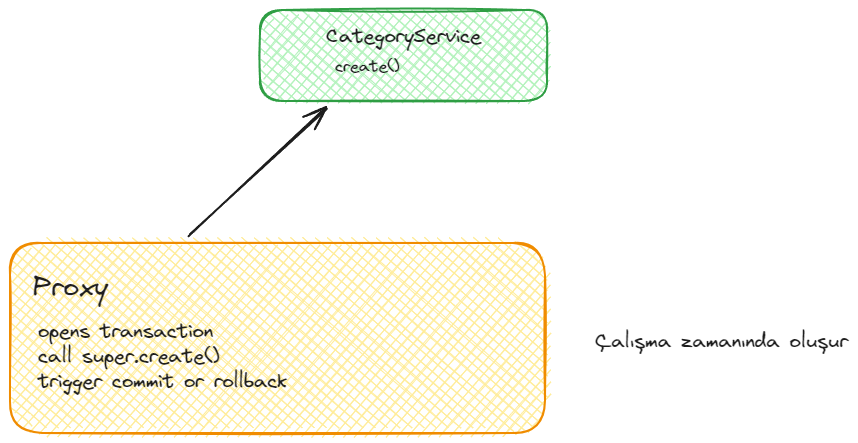 CategoryService
create()
Proxy
opens transaction
call super.create()
trigger commit or rollback
Çalışma zamanında oluşur